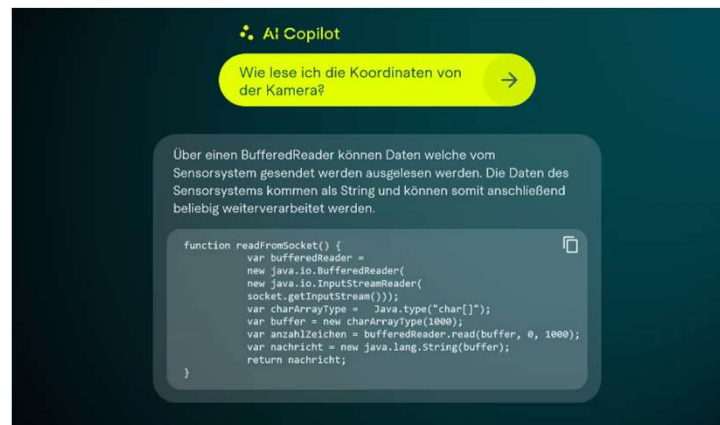 AI Copilot
Wie lese ich die Koordinaten von
der Kamera?
Über einen BufferedReader können Daten welche vom
Sensorsystem gesendet werden ausgelesen werden. Die Daten des
Sensorsystems kommen als String und können somit anschließend
beliebig weiterverarbeitet werden.
function readFromSocket() {
var bufferedReader =
new java.io.BufferedReader(
new java.io.InputStreamReader(
socket.getInputStream()));
var charArrayType =   Java.type("char[]");
var buffer = new charArrayType(1000);
var anzahlZeichen = bufferedReader.read(buffer, 0, 1000);
var nachricht = new java.lang.String(buffer);
return nachricht;
}